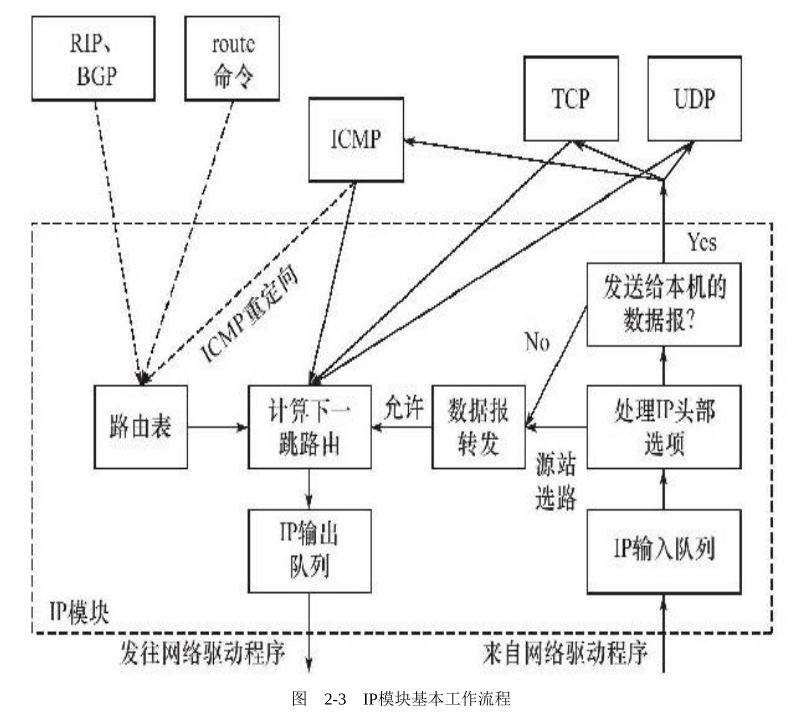 RIP、
BGP
route
命令
ICMP
TCP
UDP
Yes
发送给本机的
数据报?
ICMP重定向
No
路由表
计算下一
跳路由
允许
数据报
转发
处理IP头部
选项
源站
选路
IP输出
队列
IP输入队列
IP模块
发往网络驱动程序
来自网络驱动程序
图 2-3 IP模块基本工作流程